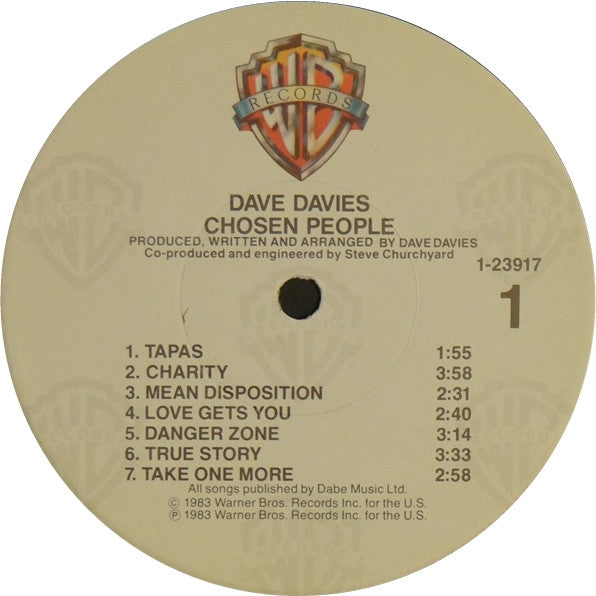 WB
RECORDS
DAVE DAVIES
CHOSEN PEOPLE
PRODUCED, WRITTEN AND ARRANGED BY DAVE DAVIES
Co-produced and engineered by Steve Churchyard
1-23917
1
1. TAPAS 1:55
2. CHARITY 3:58
3. MEAN DISPOSITION 2:31
4. LOVE GETS YOU 2:40
5. DANGER ZONE 3:14
6. TRUE STORY 3:33
7. TAKE ONE MORE 2:58
All songs published by Dabe Music Ltd.
© 1983 Warner Bros. Records Inc. for the U.S.
℗ 1983 Warner Bros. Records Inc. for the U.S.